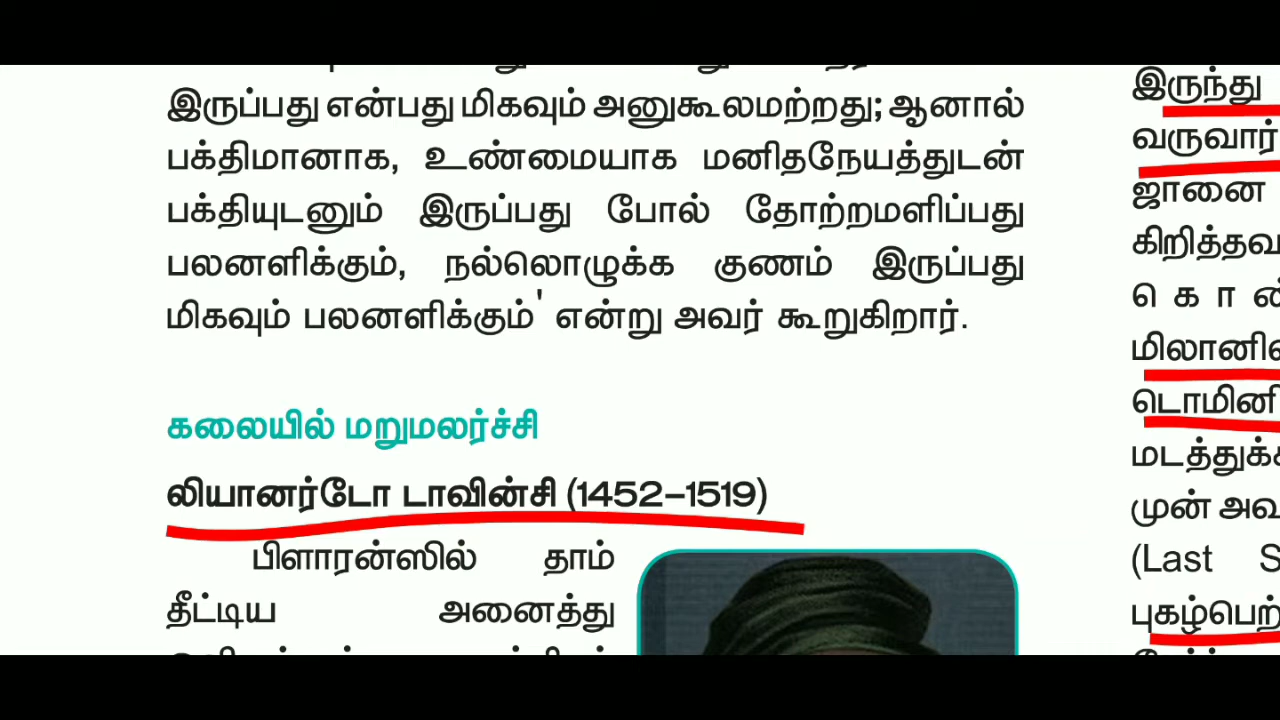 இருப்பது என்பது மிகவும் அனுகூலமற்றது; ஆனால்
பக்திமானாக, உண்மையாக மனிதநேயத்துடன்
பக்தியுடனும் இருப்பது போல் தோற்றமளிப்பது
பலனளிக்கும், நல்லொழுக்க குணம் இருப்பது
மிகவும் பலனளிக்கும்' என்று அவர் கூறுகிறார்.
கலையில் மறுமலர்ச்சி
லியானர்டோ டாவின்சி (1452–1519)
பிளாரன்ஸில் தாம்
தீட்டிய அனைத்து
இருந்து
வருவார்
ஜானை
கிறித்தவ
மிலானில்
டொமினி
மடத்துக்
முன் அவ
(Last S
புகழ்பெற்